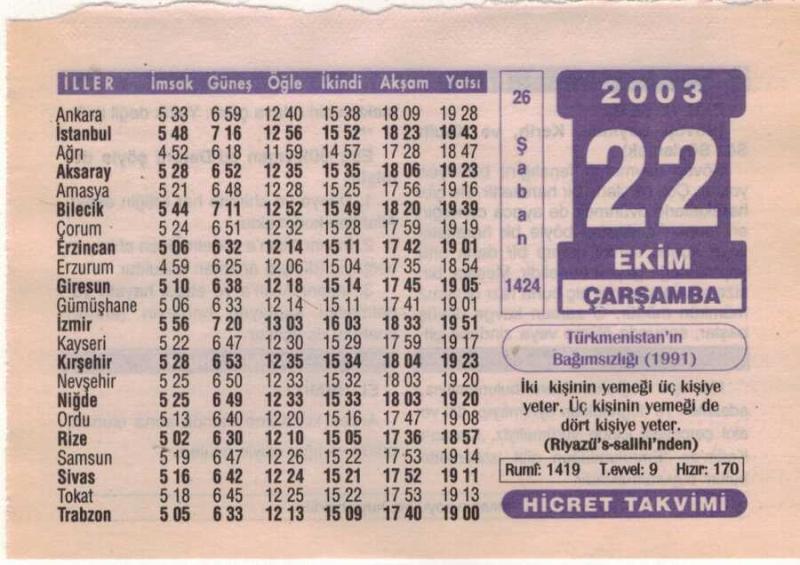 İLLER İmsak Güneş Öğle İkindi Akşam Yatsı
Ankara 5 33 6 59 12 40 15 38 18 09 19 28
İstanbul 5 48 7 16 12 56 15 52 18 23 19 43
Ağrı 4 52 6 18 11 59 14 57 17 28 18 47
Aksaray 5 28 6 52 12 35 15 35 18 06 19 23
Amasya 5 21 6 48 12 28 15 25 17 56 19 16
Bilecik 5 44 7 11 12 52 15 49 18 20 19 39
Çorum 5 24 6 51 12 32 15 28 17 59 19 19
Erzincan 5 06 6 32 12 14 15 11 17 42 19 01
Erzurum 4 59 6 25 12 06 15 04 17 35 18 54
Giresun 5 10 6 38 12 18 15 14 17 45 19 05
Gümüşhane 5 06 6 33 12 14 15 11 17 41 19 01
İzmir 5 56 7 20 13 03 16 03 18 33 19 51
Kayseri 5 22 6 47 12 30 15 29 17 59 19 17
Kırşehir 5 28 6 53 12 35 15 34 18 04 19 23
Nevşehir 5 25 6 50 12 33 15 32 18 03 19 20
Niğde 5 25 6 49 12 33 15 33 18 03 19 20
Ordu 5 13 6 40 12 20 15 16 17 47 19 08
Rize 5 02 6 30 12 10 15 05 17 36 18 57
Samsun 5 19 6 47 12 26 15 22 17 53 19 14
Sivas 5 16 6 42 12 24 15 21 17 52 19 11
Tokat 5 18 6 45 12 25 15 22 17 53 19 13
Trabzon 5 05 6 33 12 13 15 09 17 40 19 00
26
Şaban
1424
2003
22
EKİM
ÇARŞAMBA
Türkmenistan'ın
Bağımsızlığı (1991)
İki kişinin yemeği üç kişiye
yeter. Üç kişinin yemeği de
dört kişiye yeter.
(Riyazü's-salihi'nden)
Rumî: 1419 T.evvel: 9 Hızır: 170
HİCRET TAKVİMİ